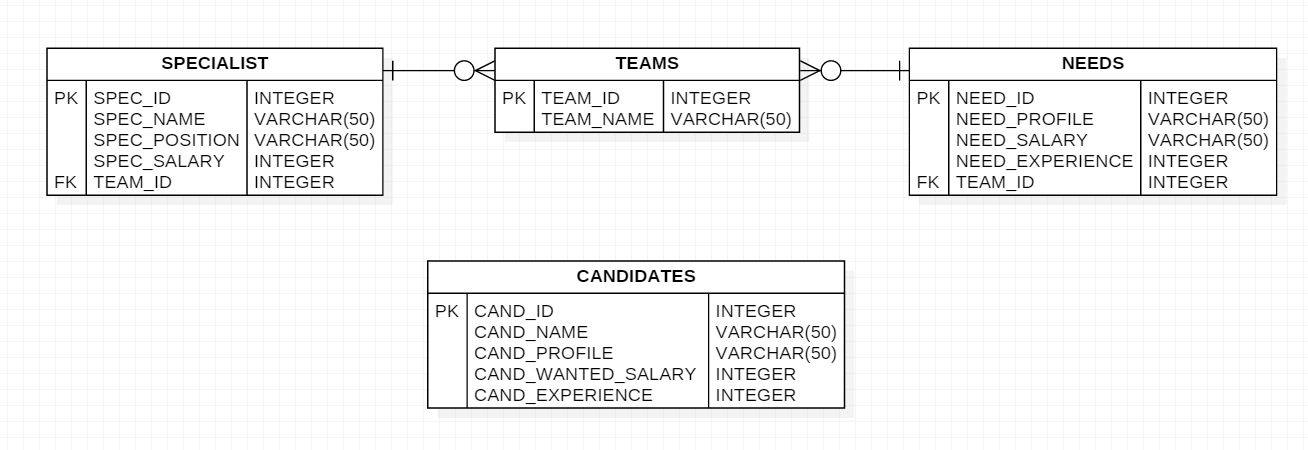 SPECIALIST
PK SPEC_ID INTEGER
SPEC_NAME VARCHAR(50)
SPEC_POSITION VARCHAR(50)
SPEC_SALARY INTEGER
FK TEAM_ID INTEGER
TEAMS
PK TEAM_ID INTEGER
TEAM_NAME VARCHAR(50)
NEEDS
PK NEED_ID INTEGER
NEED_PROFILE VARCHAR(50)
NEED_SALARY VARCHAR(50)
NEED_EXPERIENCE INTEGER
FK TEAM_ID INTEGER
CANDIDATES
PK CAND_ID INTEGER
CAND_NAME VARCHAR(50)
CAND_PROFILE VARCHAR(50)
CAND_WANTED_SALARY INTEGER
CAND_EXPERIENCE INTEGER